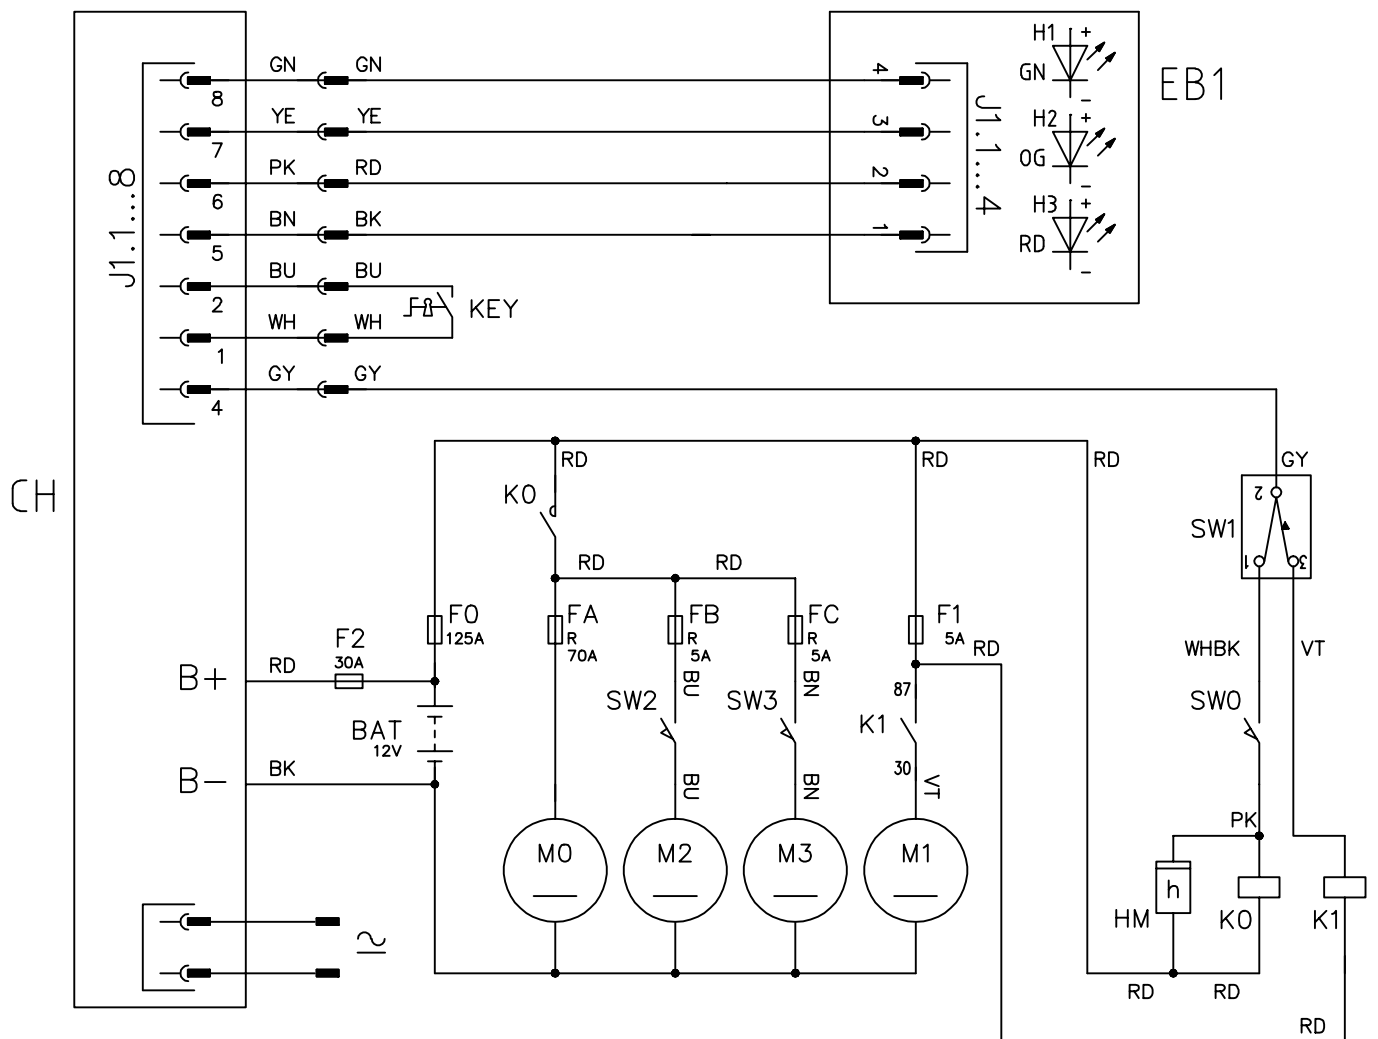 H1 +
GN
−
EB1
H2 +
OG
−
H3 +
RD
−
J1.1...4
4
3
2
1
J1.1...8
GN GN
8
YE YE
7
PK RD
6
BN BK
5
BU BU
2
KEY
WH WH
1
GY GY
4
CH
RD RD RD GY
K0
2
SW1
1 3
RD RD
F0
125A
FA
R
70A
FB
R
5A
FC
R
5A
F1
5A
RD
F2
30A
WHBK VT
B+ RD
BU BN 87
SW2 SW3 K1 SW0
BAT
12V
B− BK
BU BN 30 VT
PK
M0 M2 M3 M1
h
HM K0 K1
RD RD
RD